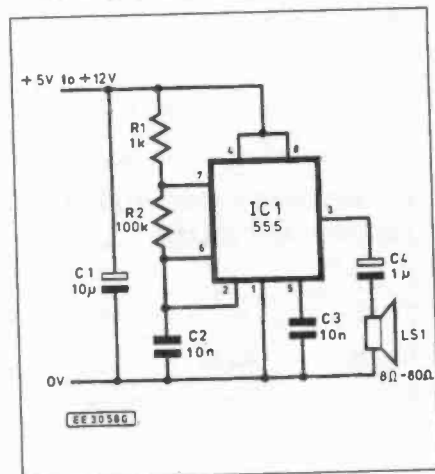 +5V to +12V
R1
1k
4
8
7
IC1
555
R2
100k
3
6
C4
1µ
C1
10µ
2
1
5
C2
10n
C3
10n
LS1
8Ω-80Ω
0V
EE3058G